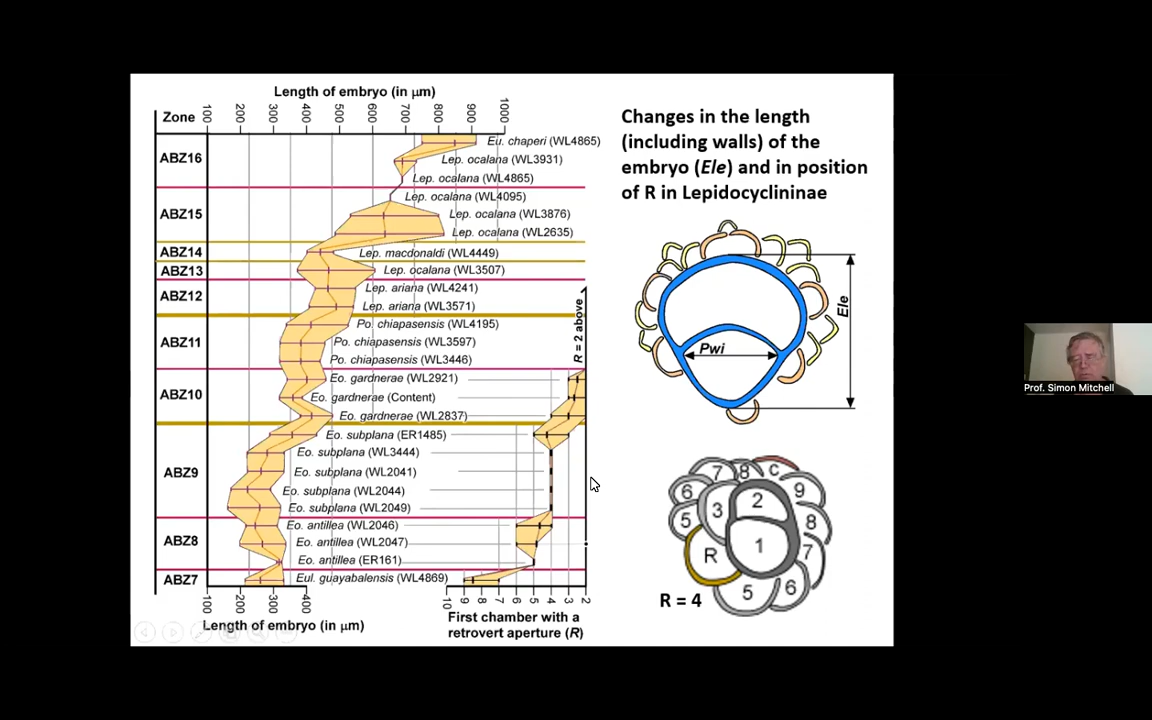 Length of embryo (in µm)
Zone
100 200 300 400 500 600 700 800 900 1000
Changes in the length
(including walls) of the
embryo (Ele) and in position
of R in Lepidocyclininae
ABZ16
Eu. chaperi (WL4865)
Lep. ocalana (WL3931)
Lep. ocalana (WL4865)
ABZ15
Lep. ocalana (WL4095)
Lep. ocalana (WL3876)
Lep. ocalana (WL2635)
ABZ14
Lep. macdonaldi (WL4449)
ABZ13
Lep. ocalana (WL3507)
ABZ12
Lep. ariana (WL4241)
Lep. ariana (WL3571)
ABZ11
Po. chiapasensis (WL4195)
Po. chiapasensis (WL3597)
Po. chiapasensis (WL3446)
R = 2 above
ABZ10
Eo. gardnerae (WL2921)
Eo. gardnerae (Content)
Eo. gardnerae (WL2837)
ABZ9
Eo. subplana (ER1485)
Eo. subplana (WL3444)
Eo. subplana (WL2041)
Eo. subplana (WL2044)
Eo. subplana (WL2049)
ABZ8
Eo. antillea (WL2046)
Eo. antillea (WL2047)
Eo. antillea (ER161)
ABZ7
Eul. guayabalensis (WL4869)
100 200 300 400
Length of embryo (in µm)
10 9 8 7 6 5 4 3 2
First chamber with a
retrovert aperture (R)
Ele
Pwi
7 8 C
6 3 2 9
5 8
R 1 7
5 6
R = 4
Prof. Simon Mitchell